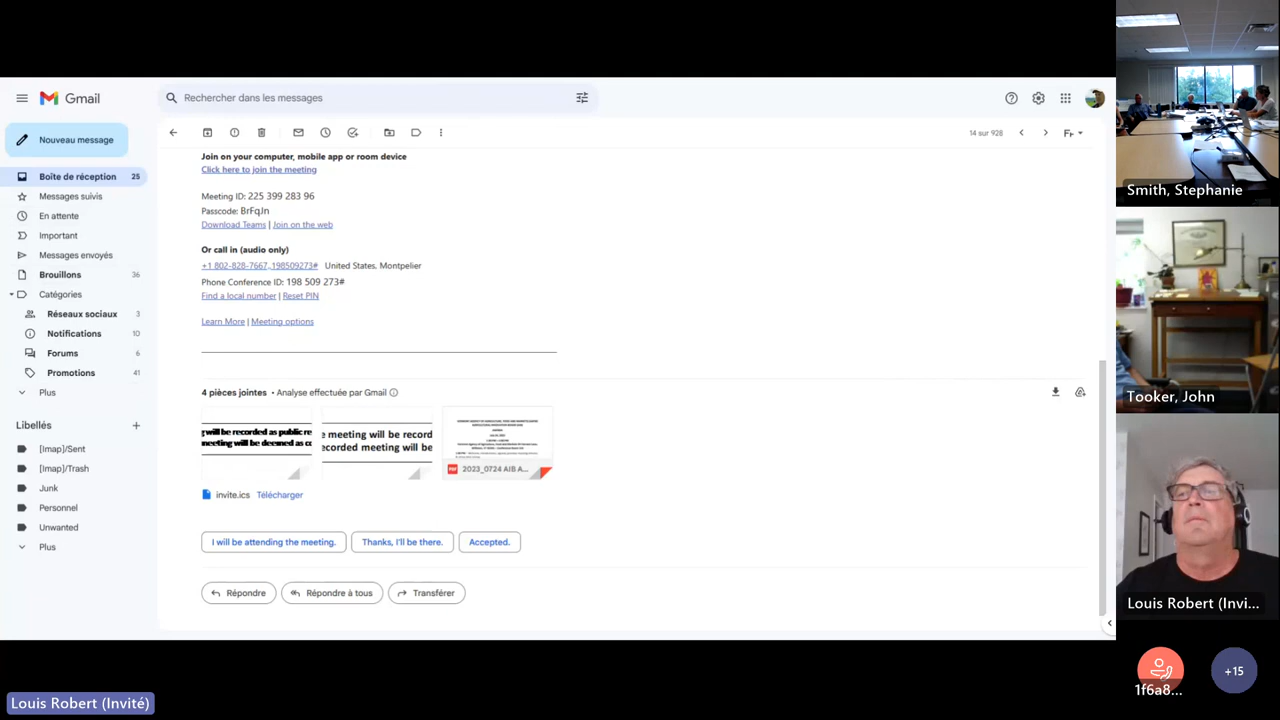 Gmail
Rechercher dans les messages
Nouveau message
14 sur 928
Boîte de réception 25
Messages suivis
En attente
Important
Messages envoyés
Brouillons 36
Catégories
Réseaux sociaux 3
Notifications 10
Forums 6
Promotions 41
Plus
Libellés
[Imap]/Sent
[Imap]/Trash
Junk
Personnel
Unwanted
Plus
Join on your computer, mobile app or room device
Click here to join the meeting
Meeting ID: 225 399 283 96
Passcode: BrFqJn
Download Teams | Join on the web
Or call in (audio only)
+1 802-828-7667,,198509273# United States, Montpelier
Phone Conference ID: 198 509 273#
Find a local number | Reset PIN
Learn More | Meeting options
4 pièces jointes • Analyse effectuée par Gmail
will be recorded as public re
meeting will be deemed as co
e meeting will be record
ecorded meeting will be
2023_0724 AIB A...
invite.ics Télécharger
I will be attending the meeting. Thanks, I'll be there. Accepted.
Répondre Répondre à tous Transférer
Smith, Stephanie
Tooker, John
Louis Robert (Invi...
1f6a8...
+15
Louis Robert (Invité)